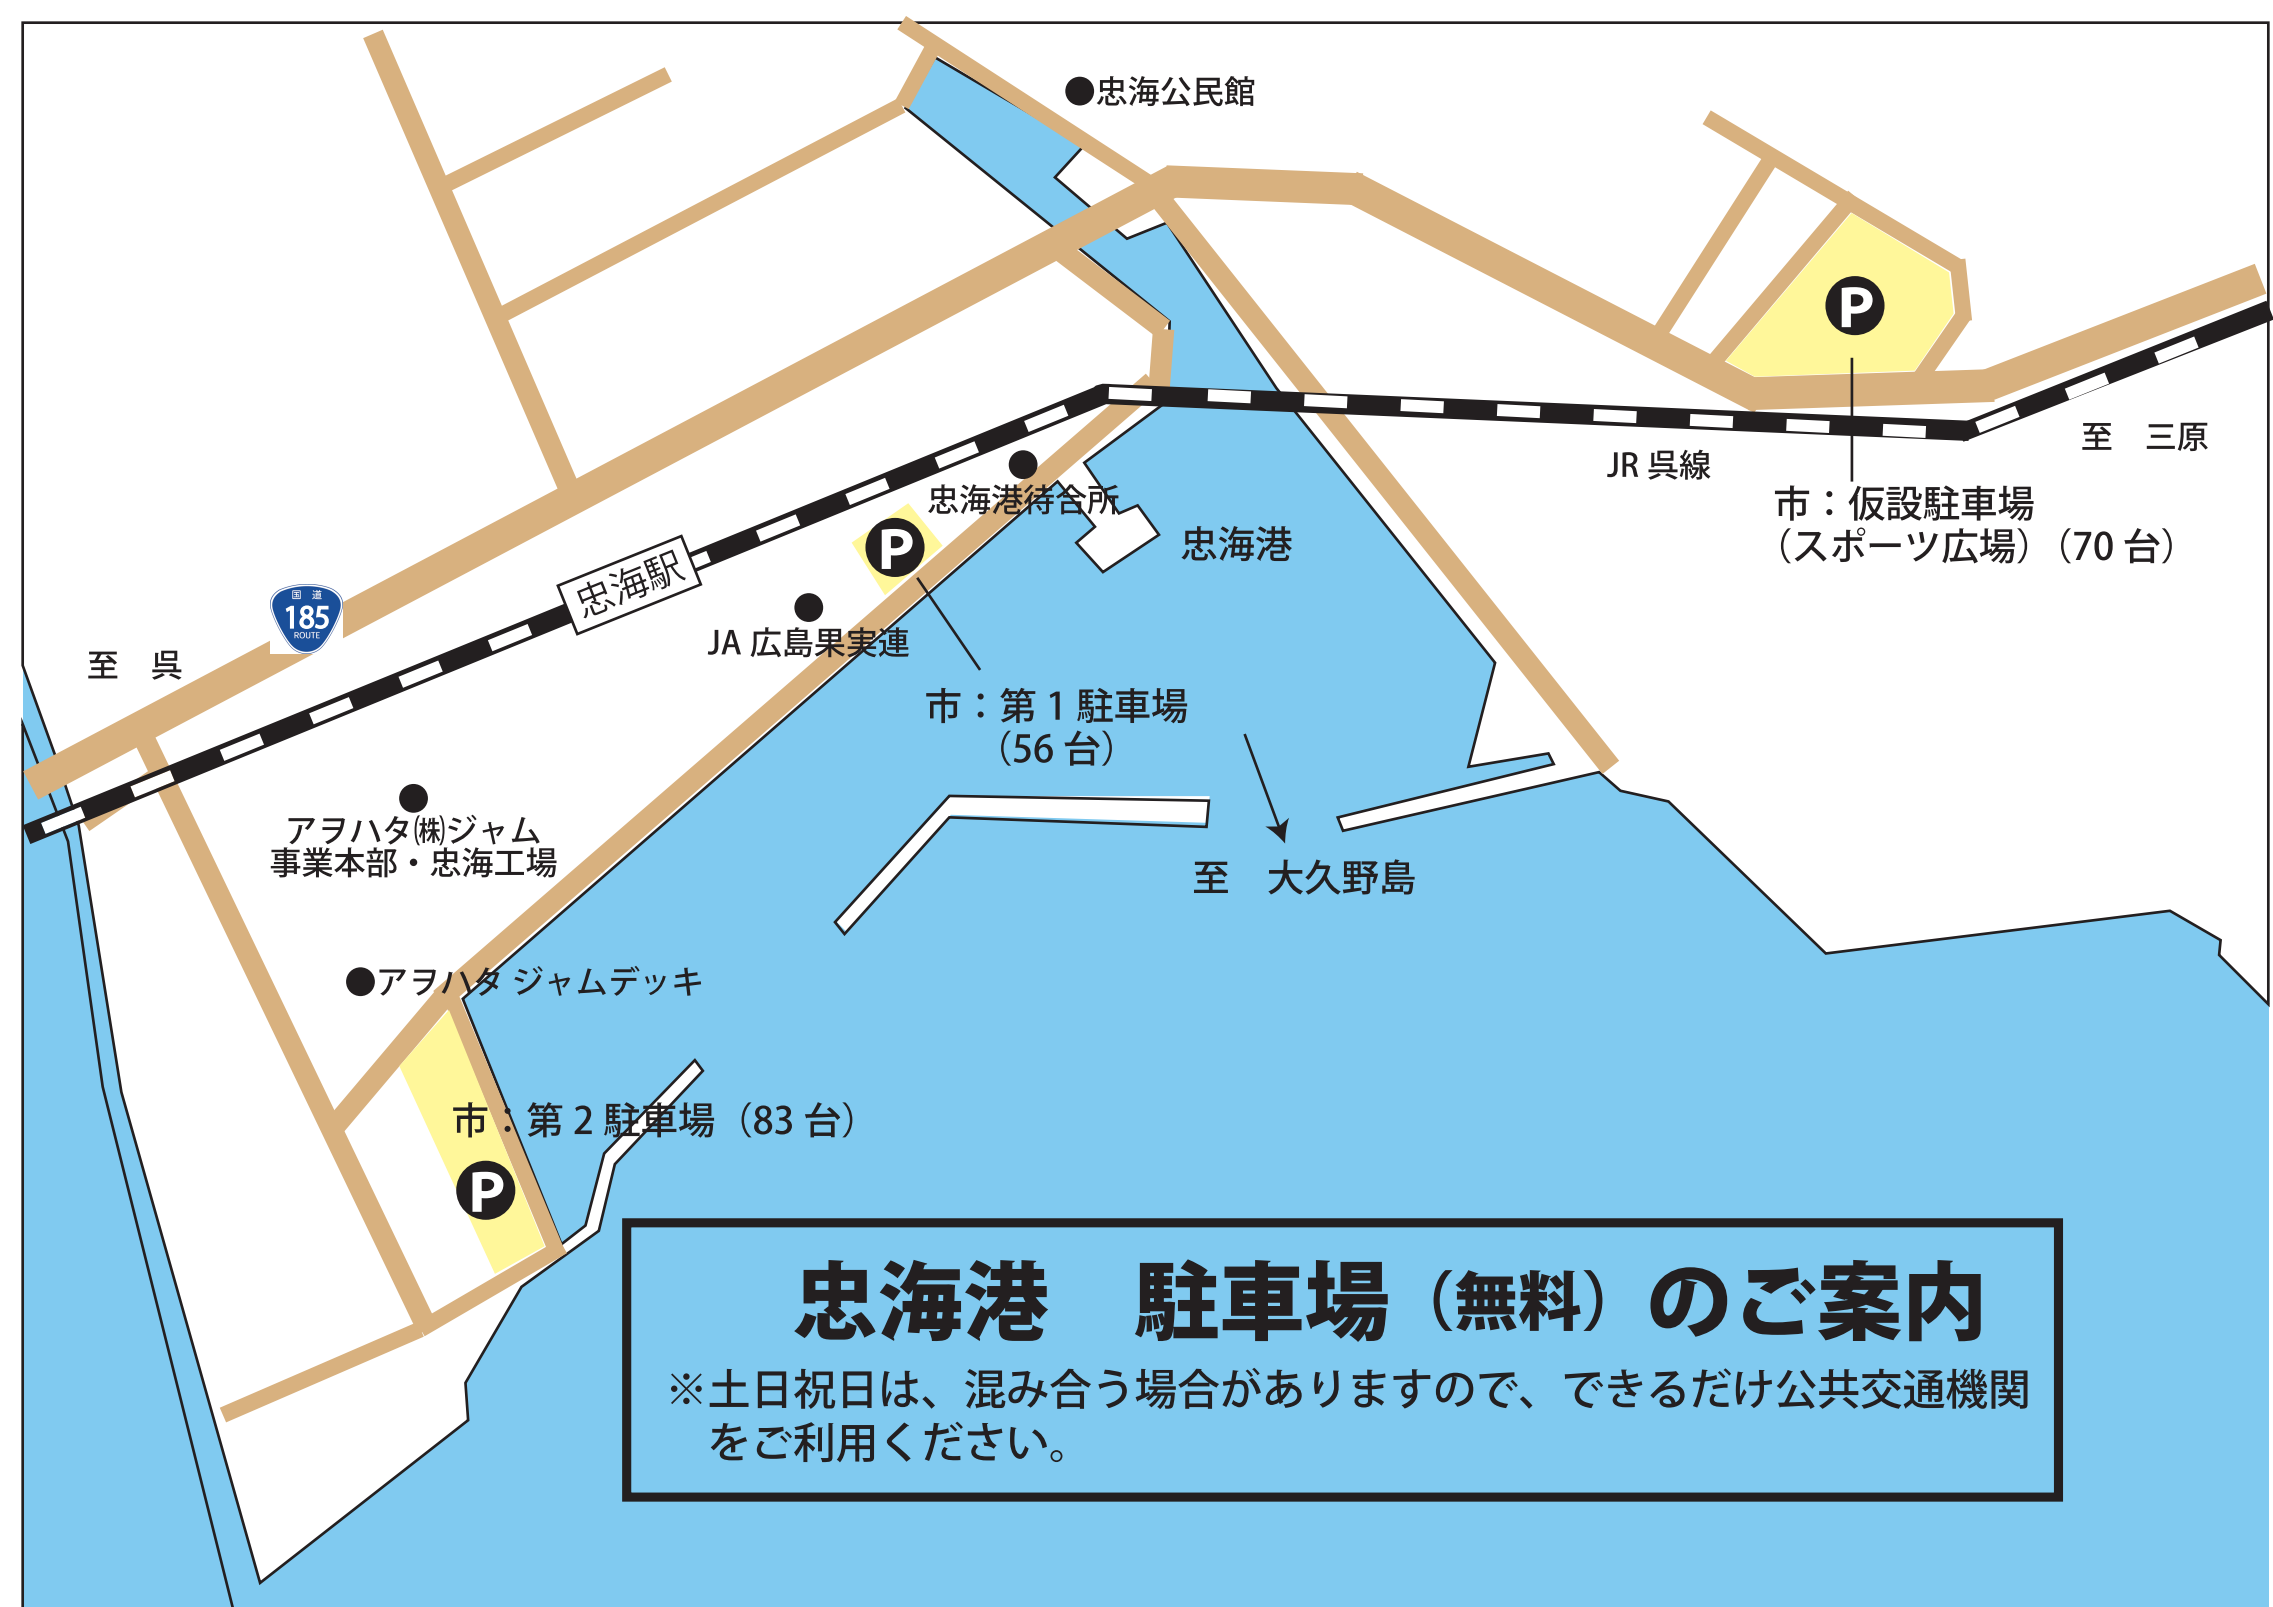 忠海公民館
至　三原
JR 呉線
市：仮設駐車場
（スポーツ広場）（70 台）
忠海港待合所
忠海港
忠海駅
国　道
185
ROUTE
JA 広島果実連
至　呉
市：第 1 駐車場
（56 台）
アヲハタ㈱ジャム
事業本部・忠海工場
至　大久野島
アヲハタ ジャムデッキ
市：第 2 駐車場（83 台）
P
P
P
忠海港　駐車場（無料）のご案内
※土日祝日は、混み合う場合がありますので、できるだけ公共交通機関
をご利用ください。